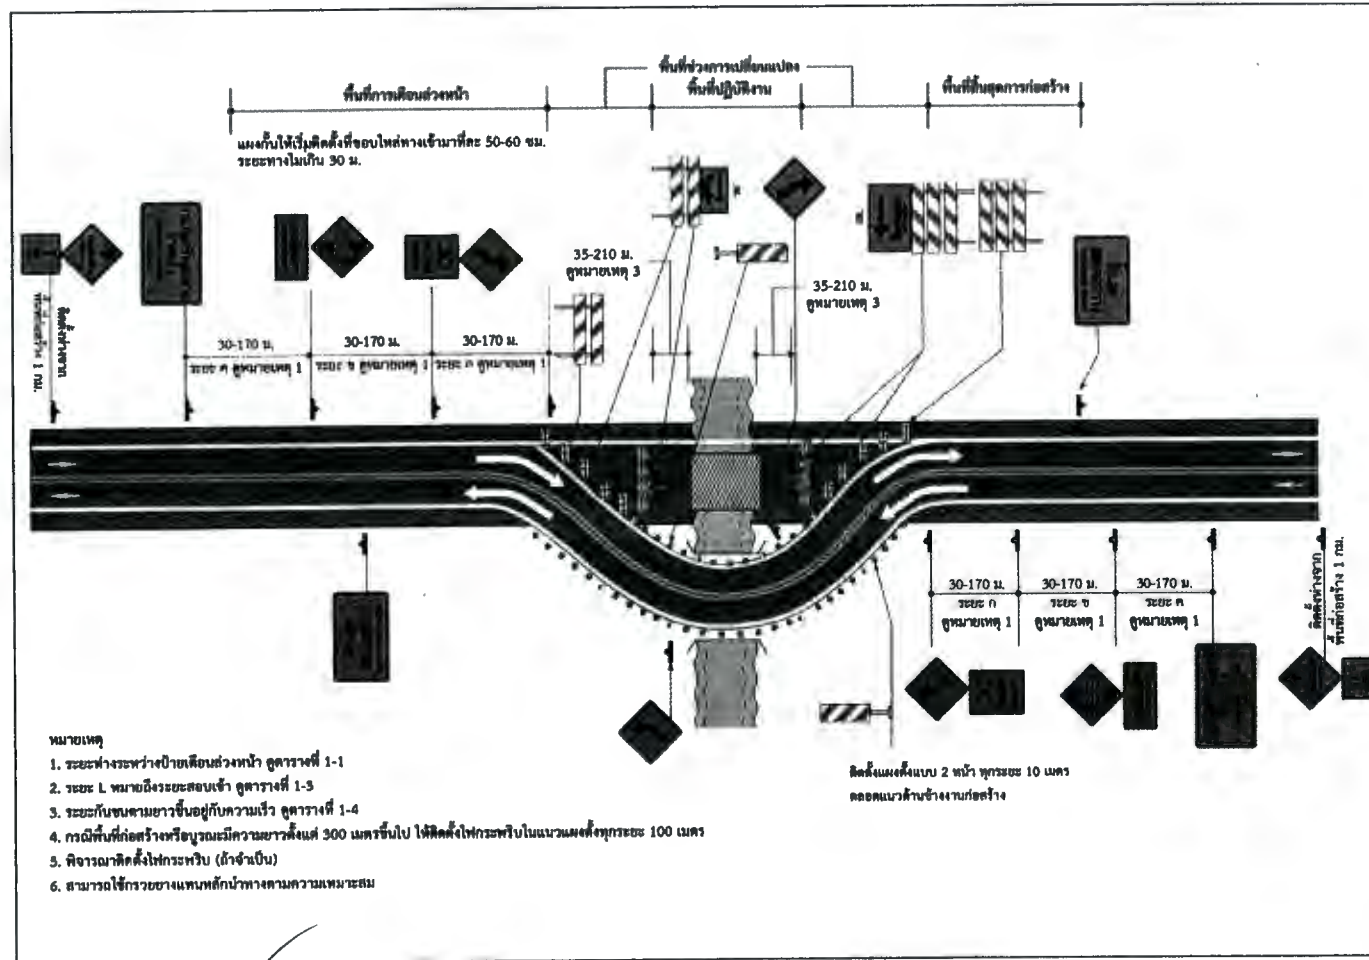 พื้นที่ช่วงการเปลี่ยนแปลง
พื้นที่การเตือนล่วงหน้า
พื้นที่ปฏิบัติงาน
พื้นที่สิ้นสุดการก่อสร้าง
แผงกั้นให้เริ่มติดตั้งที่ขอบไหล่ทางเข้ามาทีละ 50-60 ซม.
ระยะทางไม่เกิน 30 ม.
35-210 ม.
ดูหมายเหตุ 3
35-210 ม.
ดูหมายเหตุ 3
ติดตั้งห่างจาก
พื้นที่ก่อสร้าง 1 กม.
30-170 ม.
ระยะ ค ดูหมายเหตุ 1
30-170 ม.
ระยะ ข ดูหมายเหตุ 1
30-170 ม.
ระยะ ก ดูหมายเหตุ 1
30-170 ม.
ระยะ ก
ดูหมายเหตุ 1
30-170 ม.
ระยะ ข
ดูหมายเหตุ 1
30-170 ม.
ระยะ ค
ดูหมายเหตุ 1
ติดตั้งห่างจาก
พื้นที่ก่อสร้าง 1 กม.
ติดตั้งแผงตั้งแบบ 2 หน้า ทุกระยะ 10 เมตร
ตลอดแนวด้านข้างงานก่อสร้าง
หมายเหตุ
1. ระยะห่างระหว่างป้ายเตือนล่วงหน้า ดูตารางที่ 1-1
2. ระยะ L หมายถึงระยะสอบเข้า ดูตารางที่ 1-3
3. ระยะกันชนตามยาวขึ้นอยู่กับความเร็ว ดูตารางที่ 1-4
4. กรณีพื้นที่ก่อสร้างหรือบูรณะมีความยาวตั้งแต่ 300 เมตรขึ้นไป ให้ติดตั้งไฟกระพริบในแนวแผงตั้งทุกระยะ 100 เมตร
5. พิจารณาติดตั้งไฟกระพริบ (ถ้าจำเป็น)
6. สามารถใช้กรวยยางแทนหลักนำทางตามความเหมาะสม